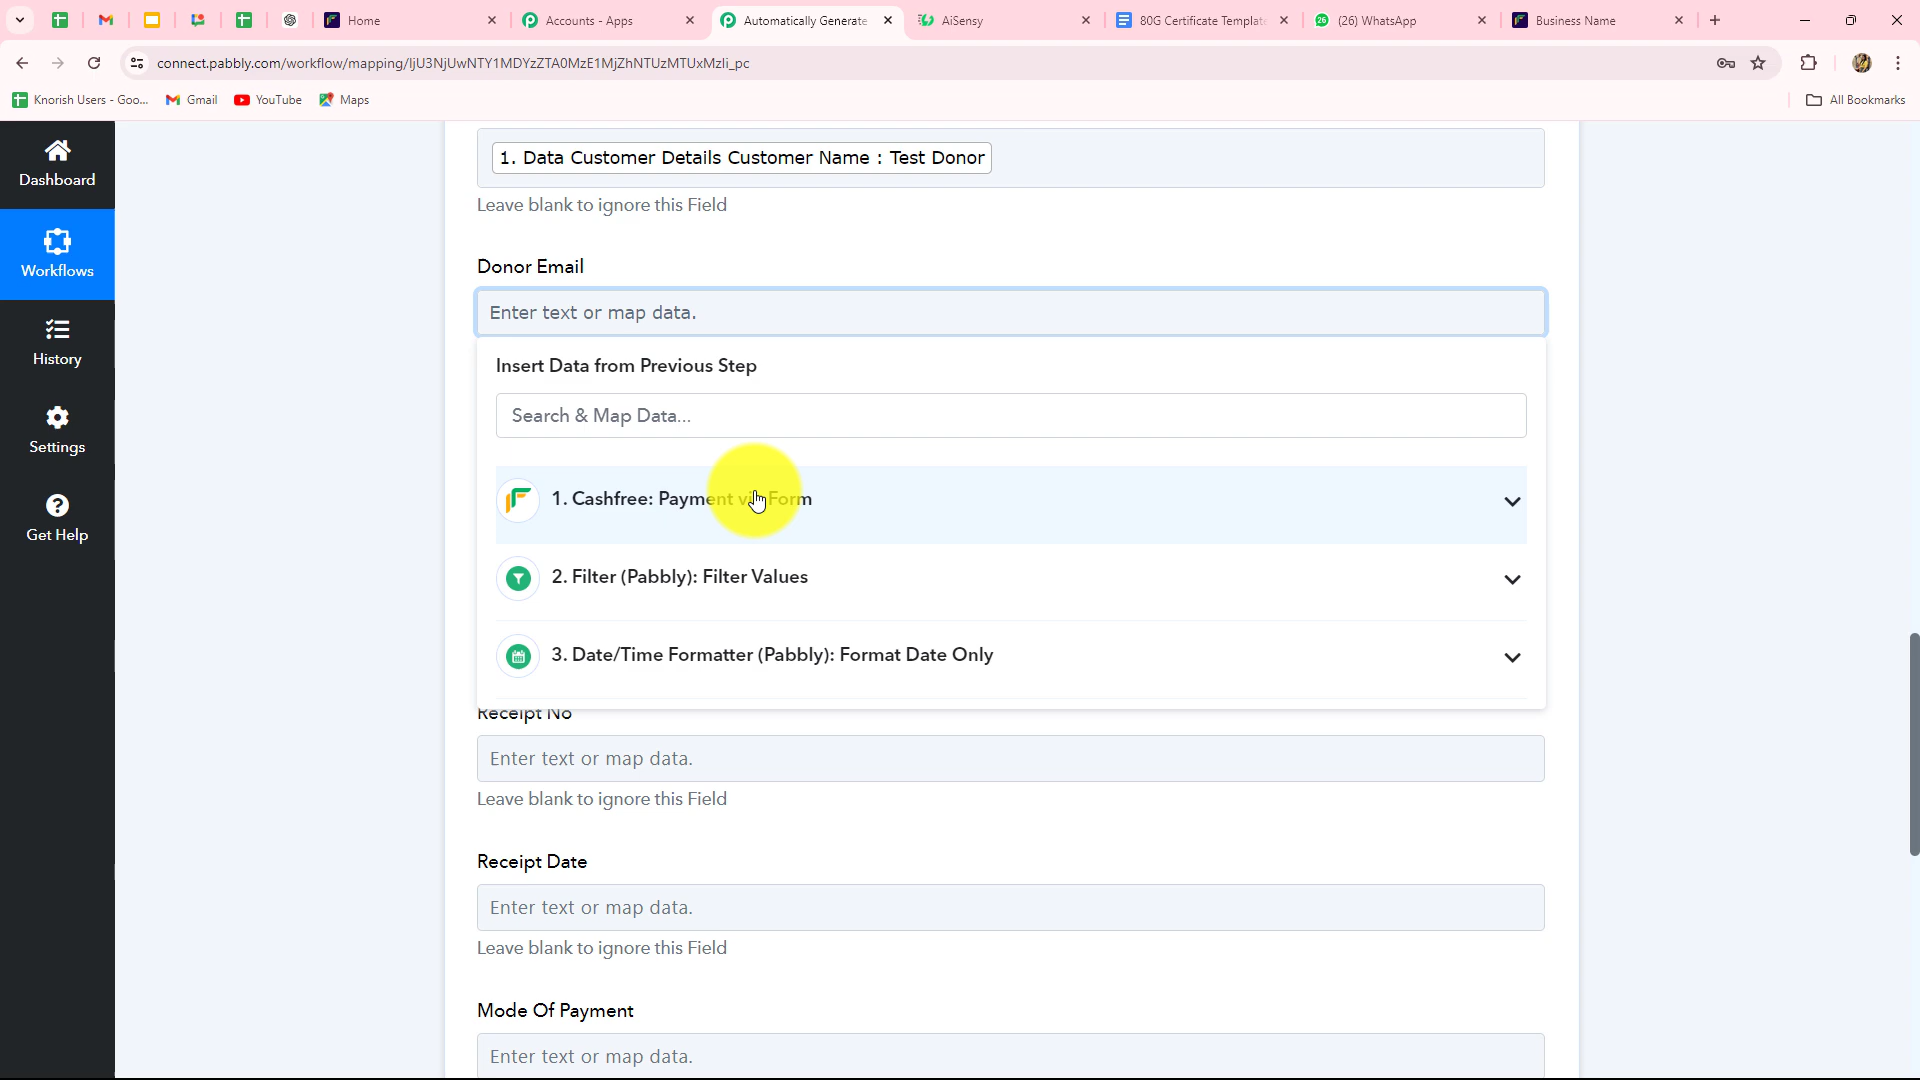 Home
Accounts - Apps
Automatically Generate
AiSensy
80G Certificate Template
(26) WhatsApp
Business Name
connect.pabbly.com/workflow/mapping/IjU3NjUwNTY1MDYzZTA0MzE1MjZhNTUzMTUxMzIi_pc
Knorish Users - Goo...
Gmail
YouTube
Maps
All Bookmarks
Dashboard
Workflows
History
Settings
Get Help
1. Data Customer Details Customer Name : Test Donor
Leave blank to ignore this Field
Donor Email
Enter text or map data.
Insert Data from Previous Step
Search & Map Data...
1. Cashfree: Payment via Form
2. Filter (Pabbly): Filter Values
3. Date/Time Formatter (Pabbly): Format Date Only
Receipt No
Enter text or map data.
Leave blank to ignore this Field
Receipt Date
Enter text or map data.
Leave blank to ignore this Field
Mode Of Payment
Enter text or map data.